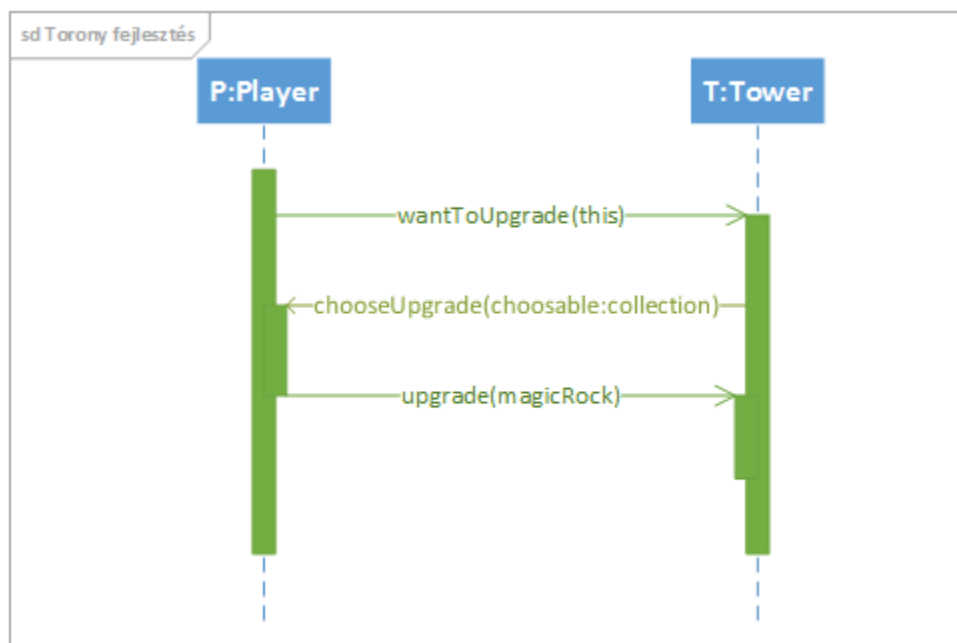 sd Torony fejlesztés
P:Player
T:Tower
wantToUpgrade(this)
chooseUpgrade(choosable:collection)
upgrade(magicRock)